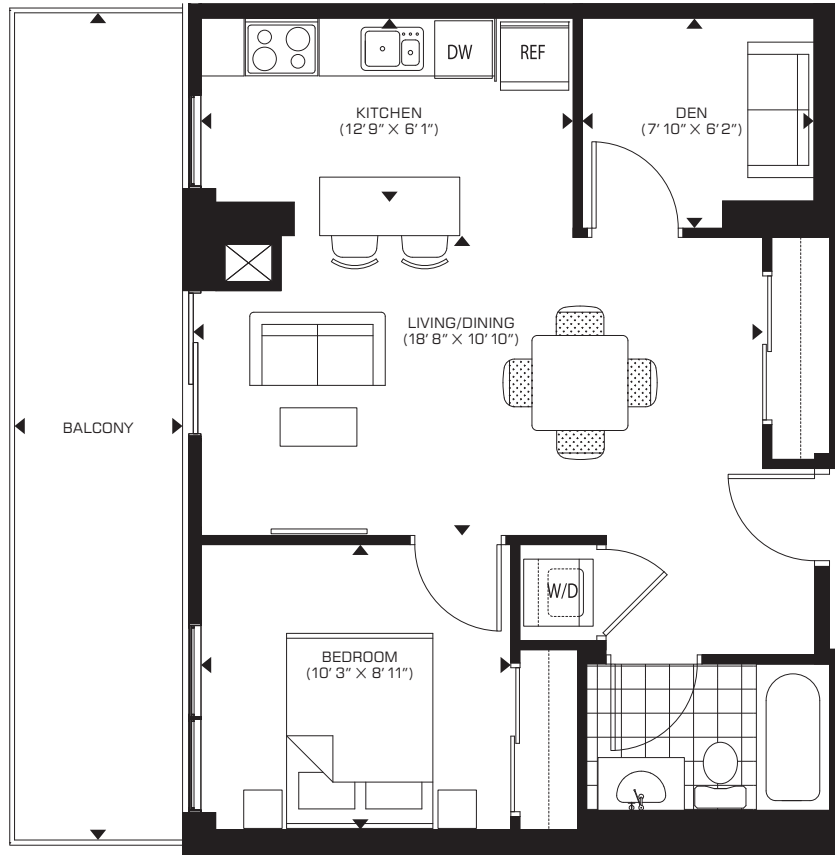 DW
REF
KITCHEN
(12' 9" X 6' 1")
DEN
(7' 10" X 6' 2")
LIVING/DINING
(18' 8" X 10' 10")
BALCONY
W/D
BEDROOM
(10' 3" X 8' 11")